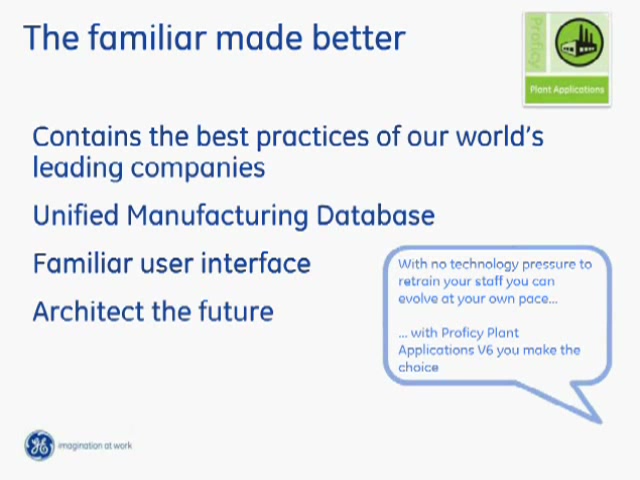 The familiar made better
Proficy
Plant Applications
Contains the best practices of our world's
leading companies
Unified Manufacturing Database
Familiar user interface
Architect the future
With no technology pressure to
retrain your staff you can
evolve at your own pace...
... with Proficy Plant
Applications V6 you make the
choice
imagination at work